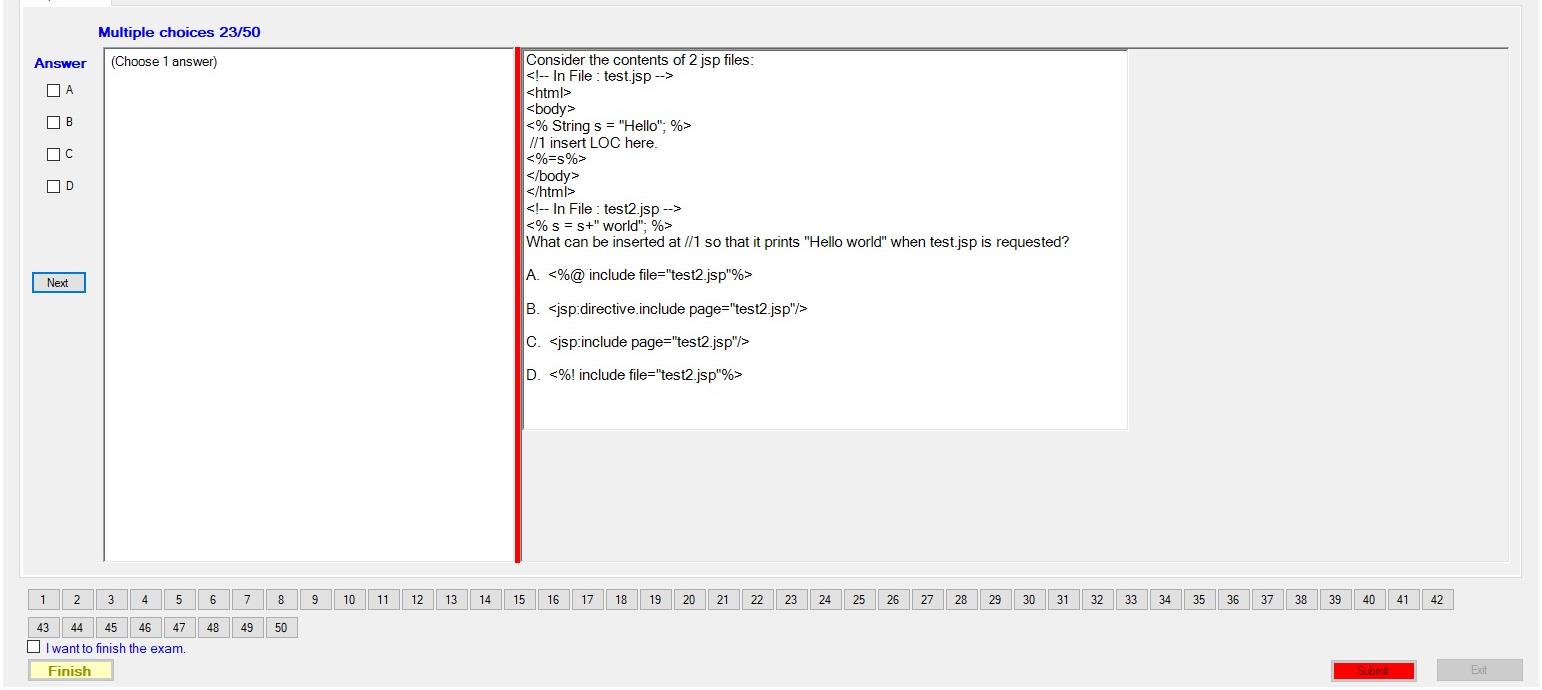 Multiple choices 23/50
Answer
(Choose 1 answer)
A
B
C
D
Next
Consider the contents of 2 jsp files:
<!-- In File : test.jsp -->
<html>
<body>
<% String s = "Hello"; %>
//1 insert LOC here.
<%=s%>
</body>
</html>
<!-- In File : test2.jsp -->
<% s = s+" world"; %>
What can be inserted at //1 so that it prints "Hello world" when test.jsp is requested?
A. <%@ include file="test2.jsp"%>
B. <jsp:directive.include page="test2.jsp"/>
C. <jsp:include page="test2.jsp"/>
D. <%! include file="test2.jsp"%>
1 2 3 4 5 6 7 8 9 10 11 12 13 14 15 16 17 18 19 20 21 22 23 24 25 26 27 28 29 30 31 32 33 34 35 36 37 38 39 40 41 42
43 44 45 46 47 48 49 50
I want to finish the exam.
Finish
Submit
Exit